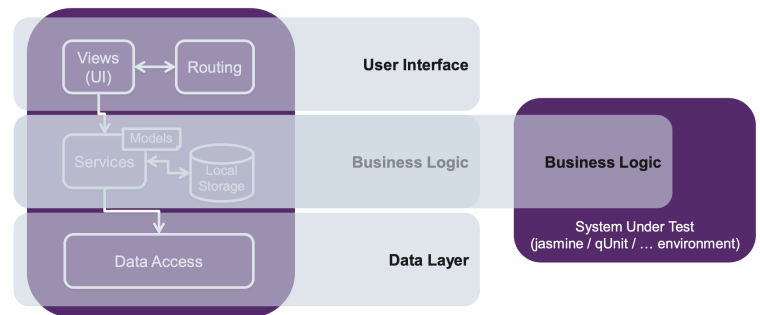 Views
(UI)
Routing
User Interface
Models
Services
Local
Storage
Business Logic
Business Logic
System Under Test
(jasmine / qUnit / ... environment)
Data Access
Data Layer